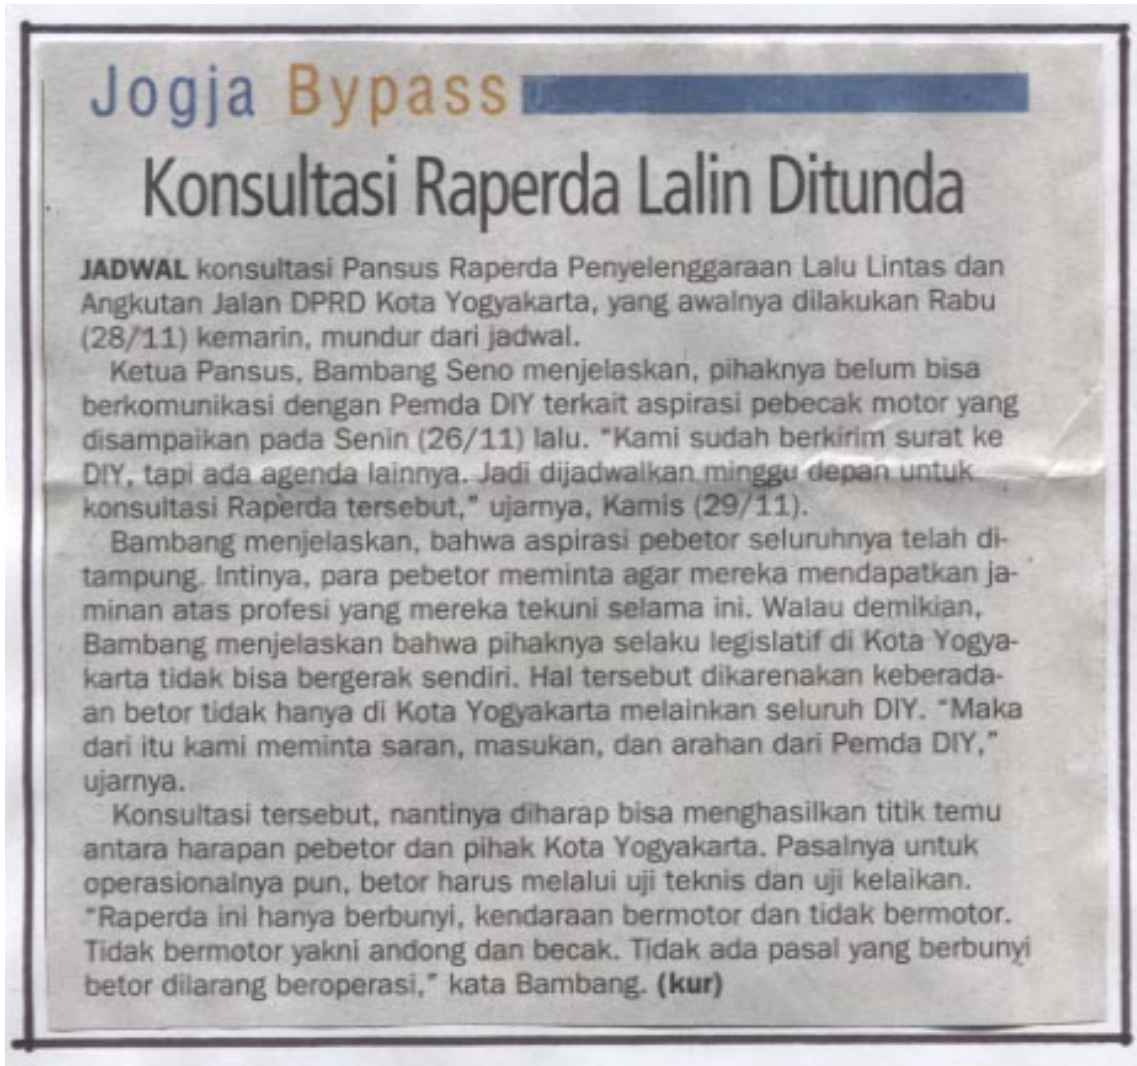 Jogja Bypass
Konsultasi Raperda Lalin Ditunda
JADWAL konsultasi Pansus Raperda Penyelenggaraan Lalu Lintas dan
Angkutan Jalan DPRD Kota Yogyakarta, yang awalnya dilakukan Rabu
(28/11) kemarin, mundur dari jadwal.
Ketua Pansus, Bambang Seno menjelaskan, pihaknya belum bisa
berkomunikasi dengan Pemda DIY terkait aspirasi pebecak motor yang
disampaikan pada Senin (26/11) lalu. "Kami sudah berkirim surat ke
DIY, tapi ada agenda lainnya. Jadi dijadwalkan minggu depan untuk
konsultasi Raperda tersebut," ujarnya, Kamis (29/11).
Bambang menjelaskan, bahwa aspirasi pebetor seluruhnya telah di-
tampung. Intinya, para pebetor meminta agar mereka mendapatkan ja-
minan atas profesi yang mereka tekuni selama ini. Walau demikian,
Bambang menjelaskan bahwa pihaknya selaku legislatif di Kota Yogya-
karta tidak bisa bergerak sendiri. Hal tersebut dikarenakan keberada-
an betor tidak hanya di Kota Yogyakarta melainkan seluruh DIY. "Maka
dari itu kami meminta saran, masukan, dan arahan dari Pemda DIY,"
ujarnya.
Konsultasi tersebut, nantinya diharap bisa menghasilkan titik temu
antara harapan pebetor dan pihak Kota Yogyakarta. Pasalnya untuk
operasionalnya pun, betor harus melalui uji teknis dan uji kelaikan.
"Raperda ini hanya berbunyi, kendaraan bermotor dan tidak bermotor.
Tidak bermotor yakni andong dan becak. Tidak ada pasal yang berbunyi
betor dilarang beroperasi," kata Bambang. (kur)